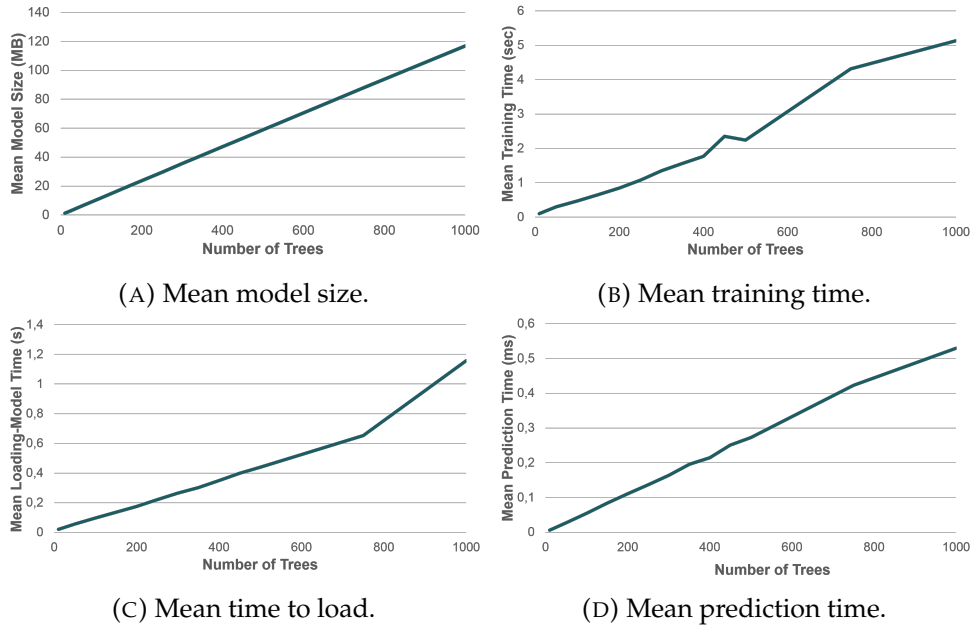 Mean Model Size (MB)
140
120
100
80
60
40
20
0
0 200 400 600 800 1000
Number of Trees
(A) Mean model size.
Mean Training Time (sec)
6
5
4
3
2
1
0
0 200 400 600 800 1000
Number of Trees
(B) Mean training time.
Mean Loading-Model Time (s)
1,4
1,2
1
0,8
0,6
0,4
0,2
0
0 200 400 600 800 1000
Number of Trees
(C) Mean time to load.
Mean Prediction Time (ms)
0,6
0,5
0,4
0,3
0,2
0,1
0
0 200 400 600 800 1000
Number of Trees
(D) Mean prediction time.